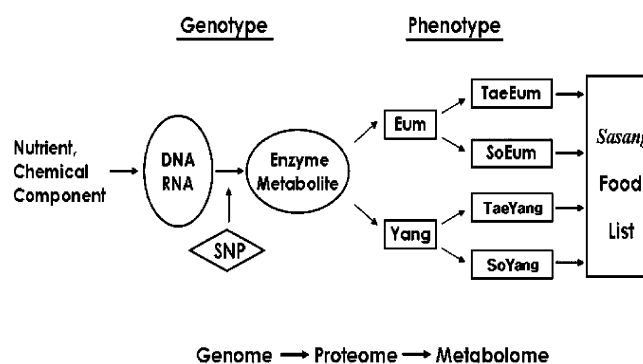 Genotype
Phenotype
Nutrient,
Chemical
Component
DNA
RNA
Enzyme
Metabolite
SNP
Eum
Yang
TaeEum
SoEum
TaeYang
SoYang
Sasang
Food
List
Genome → Proteome → Metabolome